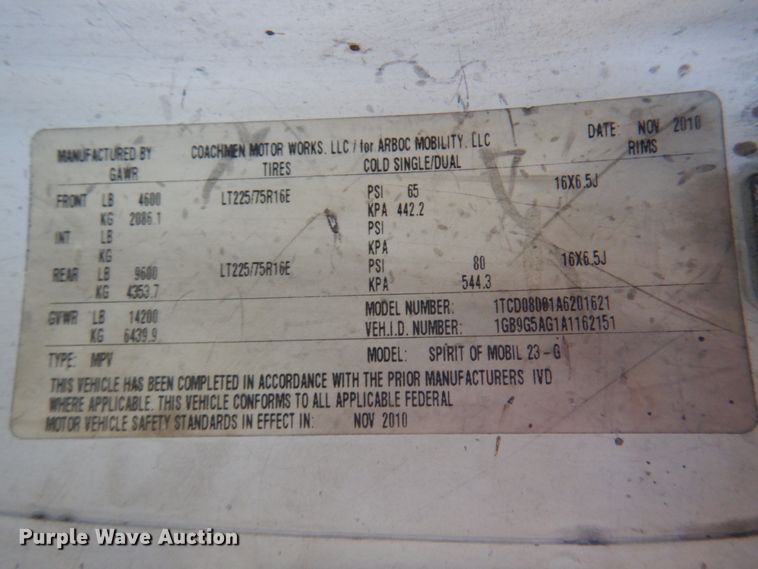 MANUFACTURED BY COACHMEN MOTOR WORKS. LLC / for ARBOC MOBILITY. LLC DATE: NOV 2010
GAWR TIRES COLD SINGLE/DUAL RIMS
FRONT LB 4600 LT225/75R16E PSI 65 16X6.5J
KG 2086.1 KPA 442.2
INT LB PSI
KG KPA
REAR LB 9600 LT225/75R16E PSI 80 16X6.5J
KG 4353.7 KPA 544.3
GVWR LB 14200 MODEL NUMBER: 1TCD08D01A6201621
KG 6439.9 VEH.I.D. NUMBER: 1GB9G5AG1A1162151
TYPE: MPV MODEL: SPIRIT OF MOBIL 23-G
THIS VEHICLE HAS BEEN COMPLETED IN ACCORDANCE WITH THE PRIOR MANUFACTURERS IVD
WHERE APPLICABLE. THIS VEHICLE CONFORMS TO ALL APPLICABLE FEDERAL
MOTOR VEHICLE SAFETY STANDARDS IN EFFECT IN: NOV 2010
Purple Wave Auction